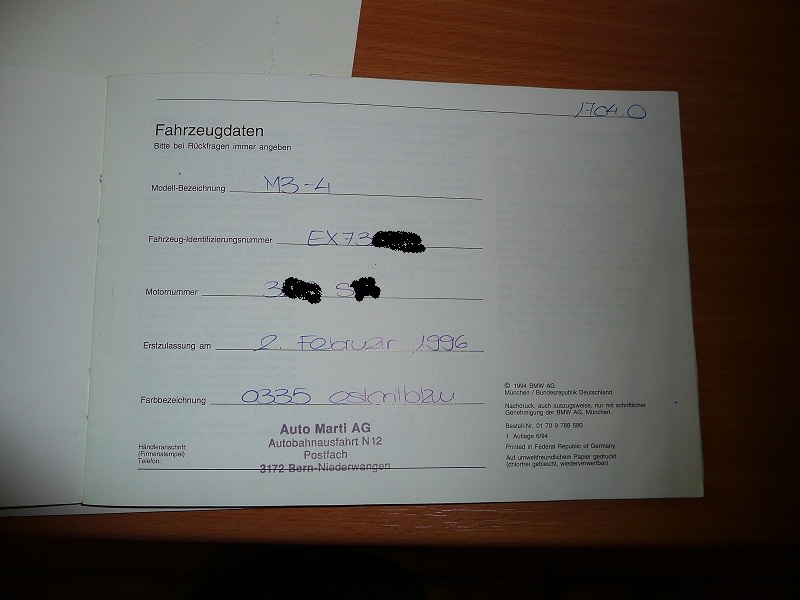 1704.0
Fahrzeugdaten
Bitte bei Rückfragen immer angeben
Modell-Bezeichnung M3-4
Fahrzeug-Identifizierungsnummer EX73
Motornummer 3 S
Erstzulassung am 2. Februar 1996
Farbbezeichnung 0335 estorilblau
Auto Marti AG
Autobahnausfahrt N12
Postfach
3172 Bern-Niederwangen
Händleranschrift
(Firmenstempel)
Telefon:
© 1994 BMW AG
München / Bundesrepublik Deutschland
Nachdruck, auch auszugsweise, nur mit schriftlicher
Genehmigung der BMW AG, München.
Bestell-Nr. 01 70 9 788 580
1. Auflage 6/94
Printed in Federal Republic of Germany
Auf umweltfreundlichem Papier gedruckt
(chlorfrei gebleicht, wiederverwertbar)